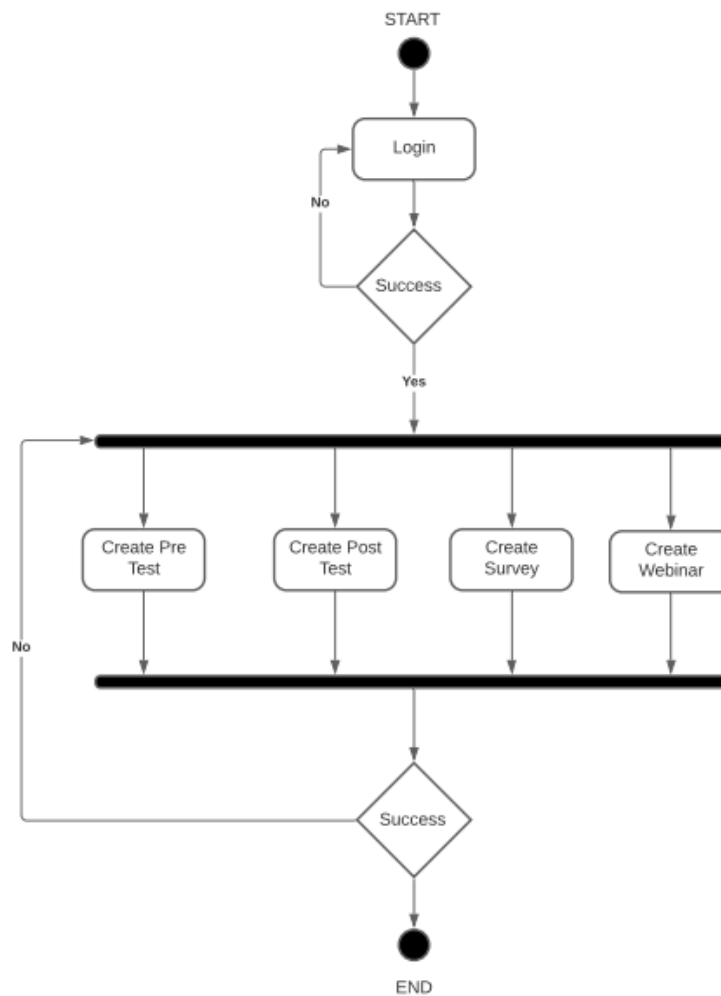 START
Login
No
Success
Yes
Create Pre
Test
Create Post
Test
Create
Survey
Create
Webinar
No
Success
END